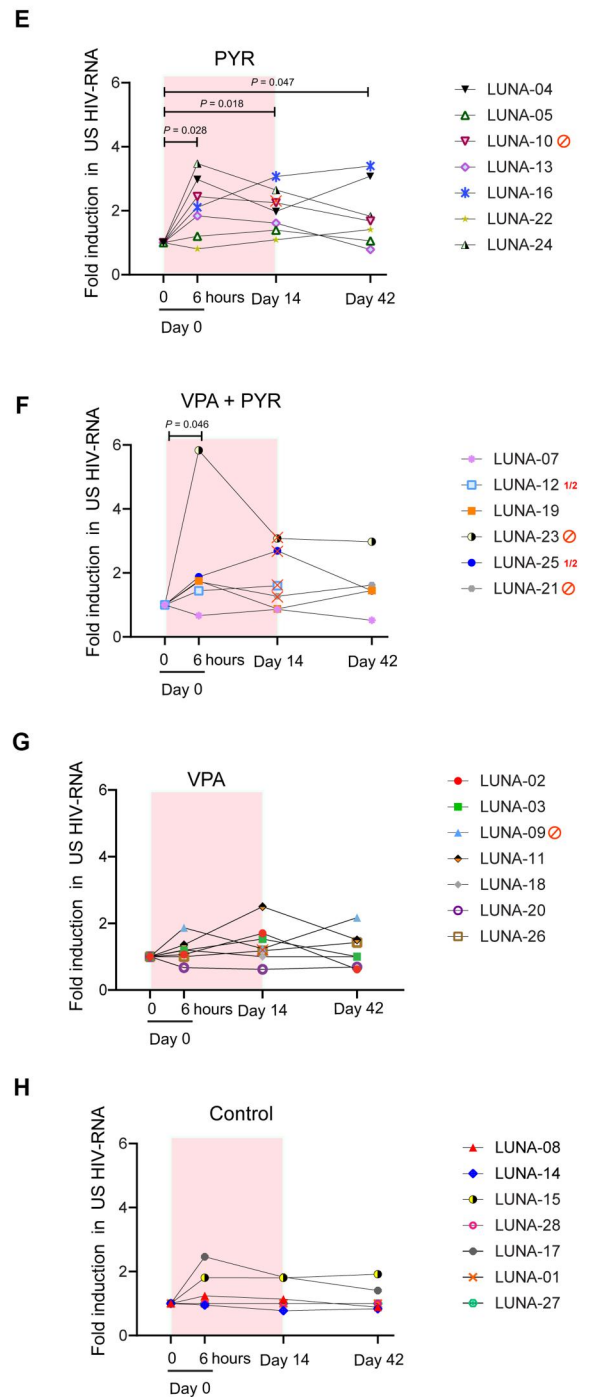 E
PYR
Fold induction in US HIV-RNA
6
4
2
0
P = 0.047
P = 0.018
P = 0.028
0
6 hours
Day 14
Day 42
Day 0
LUNA-04
LUNA-05
LUNA-10
LUNA-13
LUNA-16
LUNA-22
LUNA-24
F
VPA + PYR
Fold induction in US HIV-RNA
6
4
2
0
P = 0.046
0
6 hours
Day 14
Day 42
Day 0
LUNA-07
LUNA-12 1/2
LUNA-19
LUNA-23
LUNA-25 1/2
LUNA-21
G
VPA
Fold induction in US HIV-RNA
6
4
2
0
0
6 hours
Day 14
Day 42
Day 0
LUNA-02
LUNA-03
LUNA-09
LUNA-11
LUNA-18
LUNA-20
LUNA-26
H
Control
Fold induction in US HIV-RNA
6
4
2
0
0
6 hours
Day 14
Day 42
Day 0
LUNA-08
LUNA-14
LUNA-15
LUNA-28
LUNA-17
LUNA-01
LUNA-27